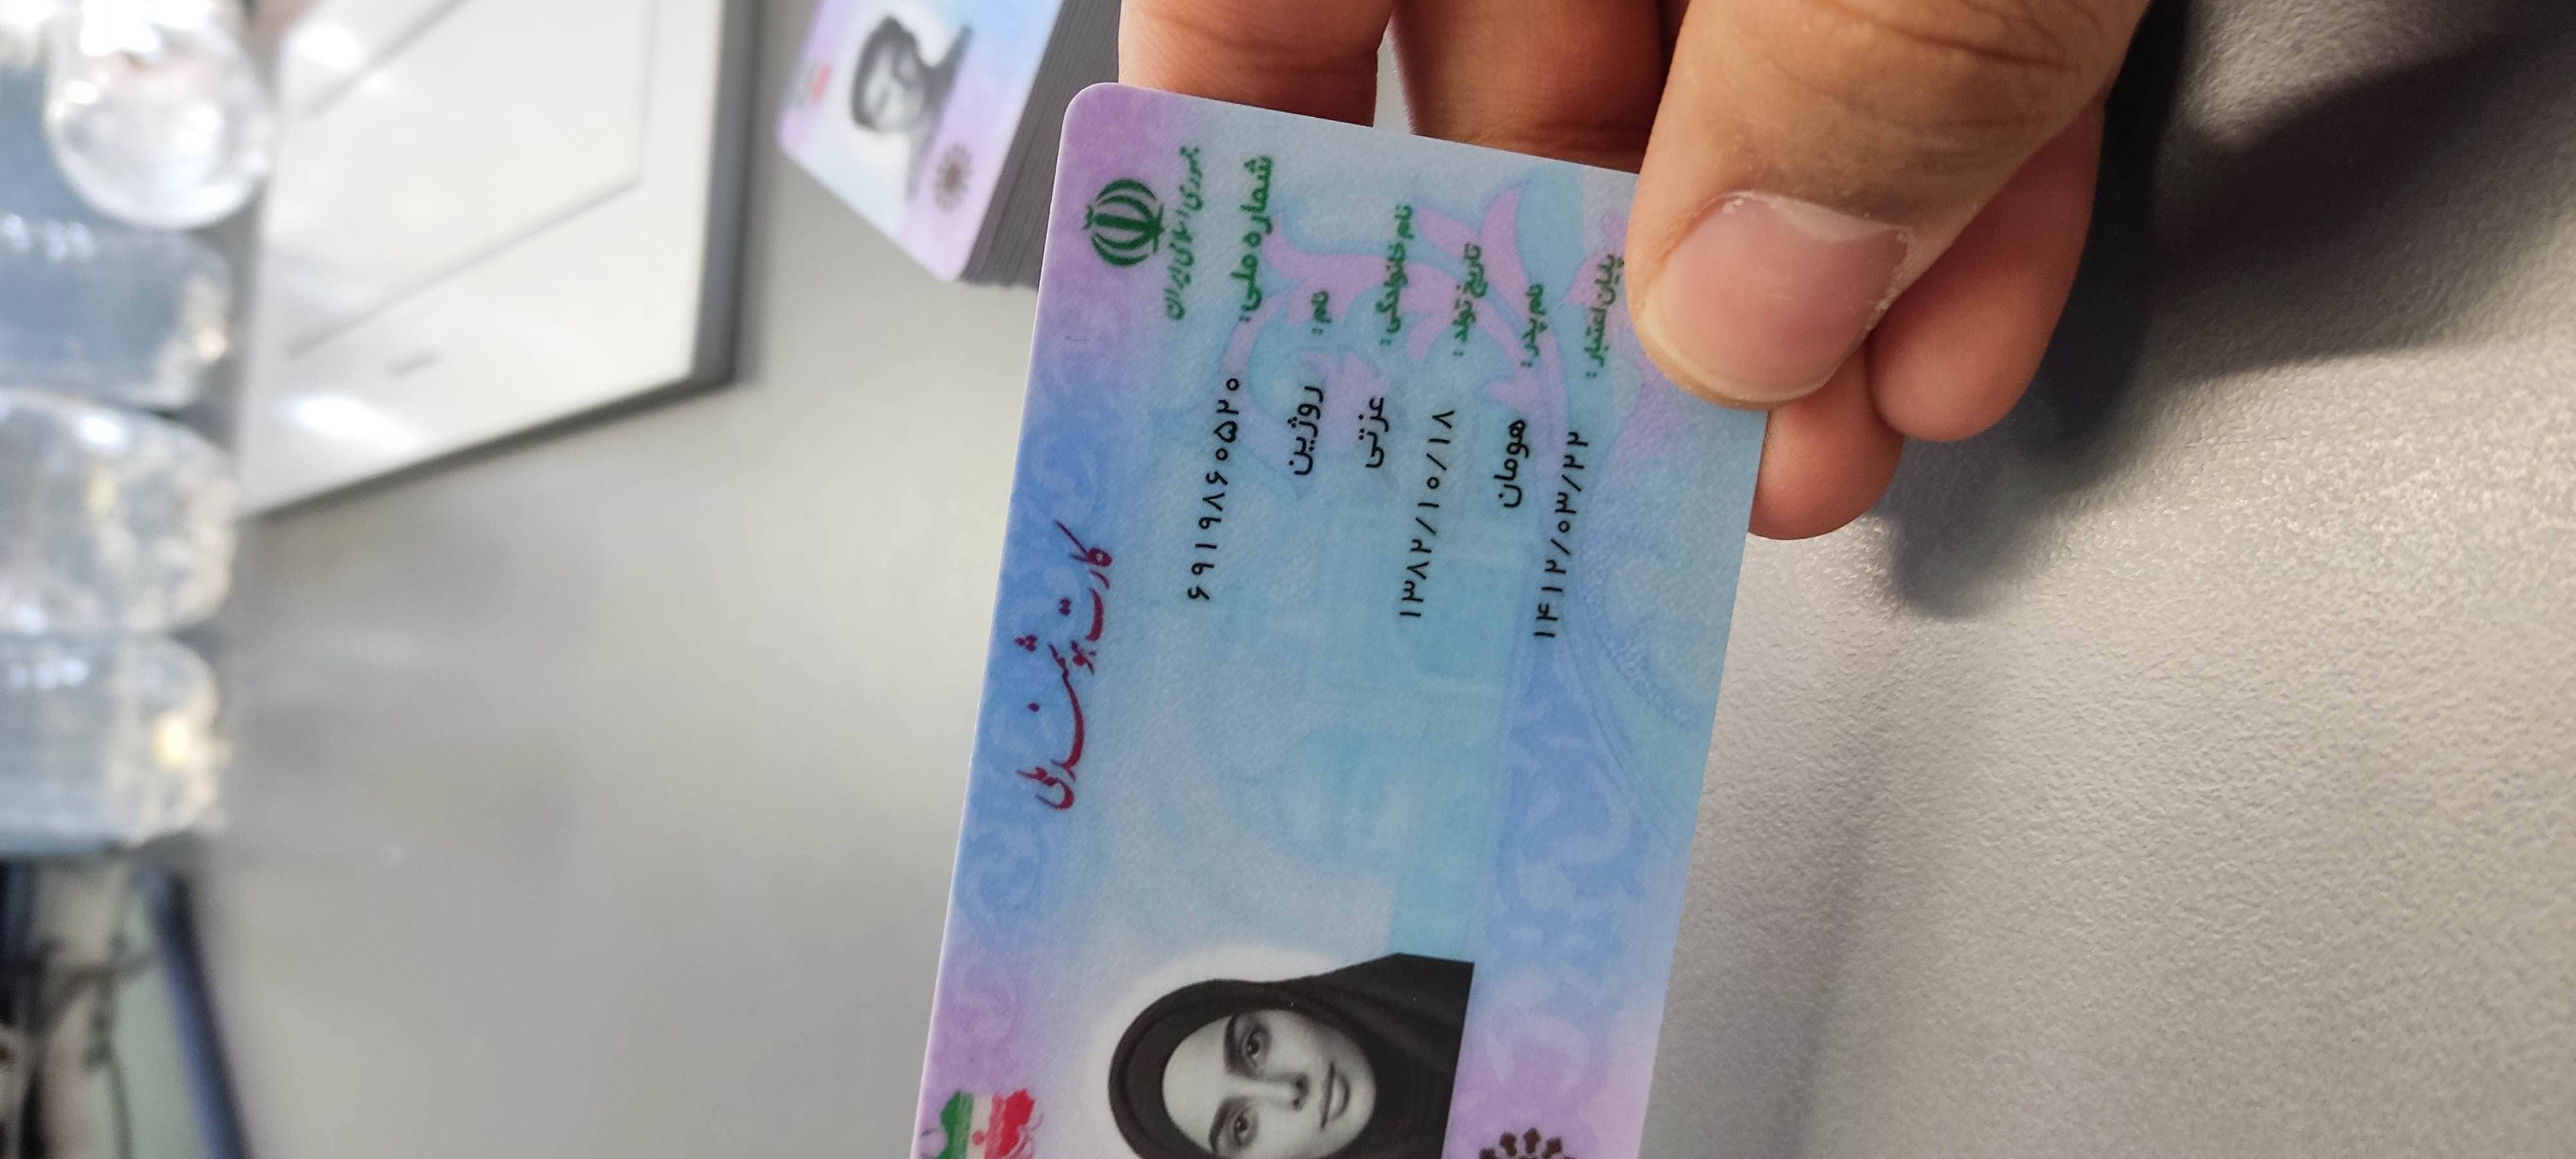 جمهوری اسلامی ایران
کارت هوشمند ملی
شماره ملی: ۶۹۱۹۸۶۰۵۲۰
نام: روژین
نام خانوادگی: عزتی
تاریخ تولد: ۱۳۸۲/۱۰/۱۸
نام پدر: هومان
پایان اعتبار: ۱۴۱۲/۰۳/۲۲